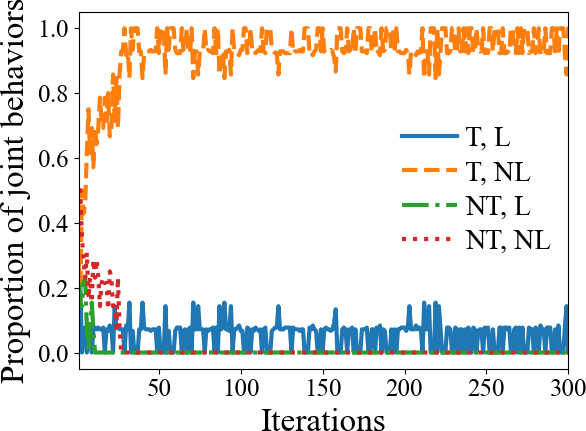 Proportion of joint behaviors
1.0
0.8
0.6
0.4
0.2
0.0
T, L
T, NL
NT, L
NT, NL
50 100 150 200 250 300
Iterations